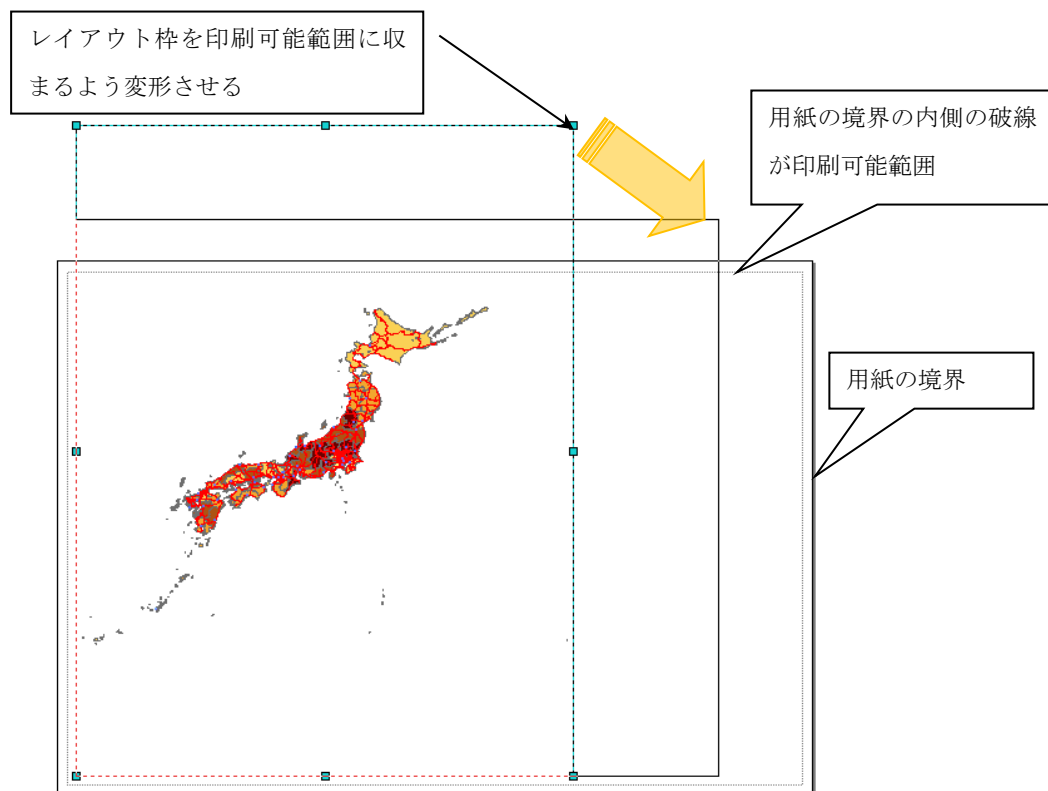 レイアウト枠を印刷可能範囲に収
まるよう変形させる
用紙の境界の内側の破線
が印刷可能範囲
用紙の境界